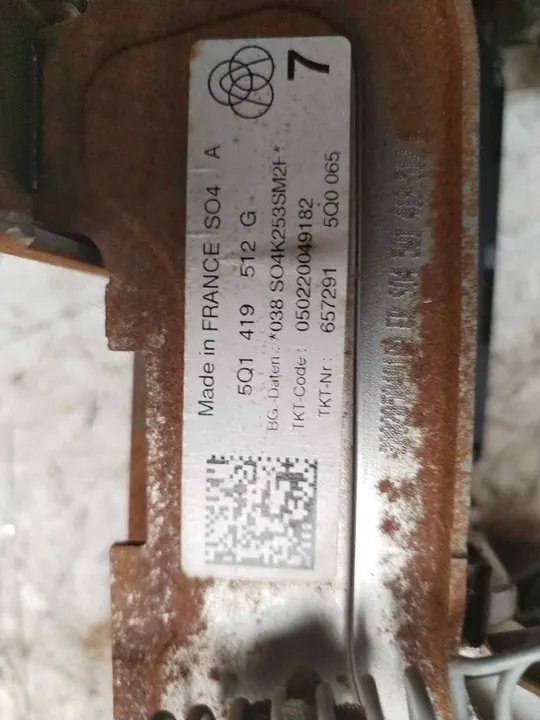 7
Made in FRANCE SO4 A
5Q1 419 512 G
BG.-Daten.: *038 SO4K253SM2F*
TKT-Code: 050220049182
TKT-Nr: 657291 5Q0 065